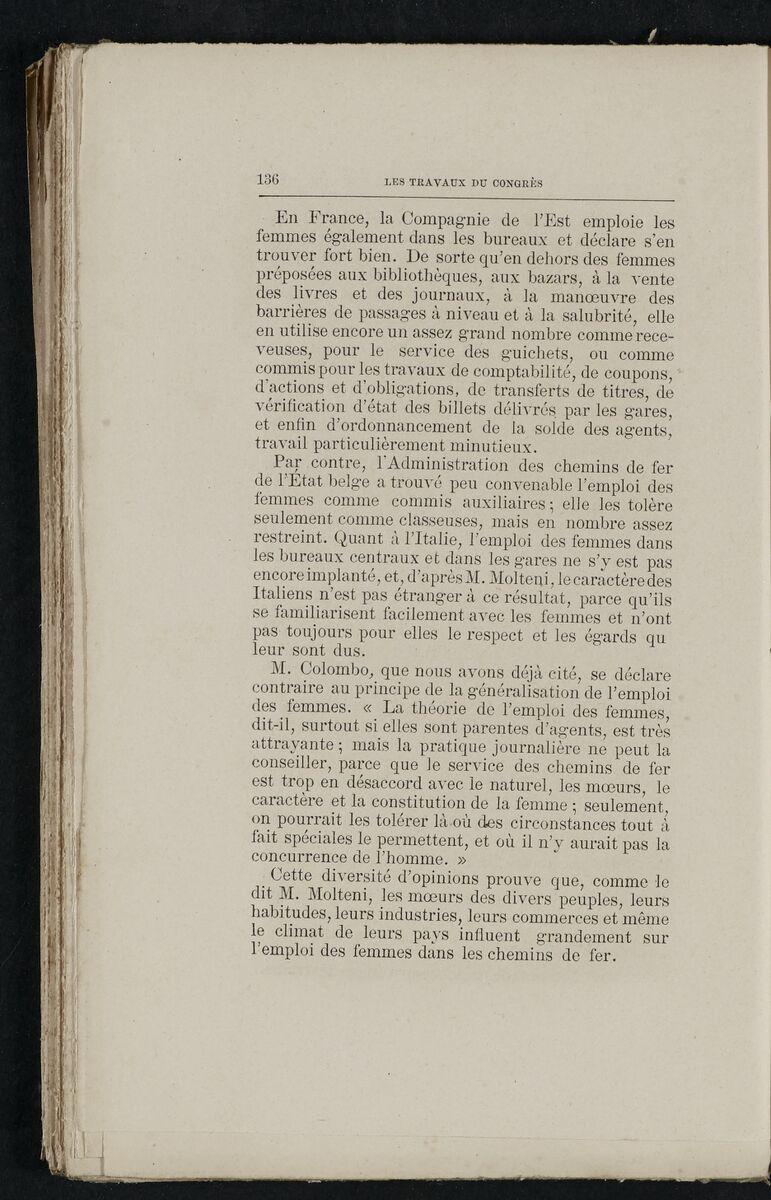 136 LES TRAVAUX DU CONGRÈS
En France, la Compagnie de l'Est emploie les
femmes également dans les bureaux et déclare s'en
trouver fort bien. De sorte qu'en dehors des femmes
préposées aux bibliothèques, aux bazars, à la vente
des livres et des journaux, à la manœuvre des
barrières de passages à niveau et à la salubrité, elle
en utilise encore un assez grand nombre comme rece-
veuses, pour le service des guichets, ou comme
commis pour les travaux de comptabilité, de coupons,
d'actions et d'obligations, de transferts de titres, de
vérification d'état des billets délivrés par les gares,
et enfin d'ordonnancement de la solde des agents,
travail particulièrement minutieux.
Par contre, l'Administration des chemins de fer
de l'État belge a trouvé peu convenable l'emploi des
femmes comme commis auxiliaires ; elle les tolère
seulement comme classeuses, mais en nombre assez
restreint. Quant à l'Italie, l'emploi des femmes dans
les bureaux centraux et dans les gares ne s'y est pas
encore implanté, et, d'après M. Molteni, le caractère des
Italiens n'est pas étranger à ce résultat, parce qu'ils
se familiarisent facilement avec les femmes et n'ont
pas toujours pour elles le respect et les égards qu
leur sont dus.
M. Colombo, que nous avons déjà cité, se déclare
contraire au principe de la généralisation de l'emploi
des femmes. « La théorie de l'emploi des femmes,
dit-il, surtout si elles sont parentes d'agents, est très
attrayante ; mais la pratique journalière ne peut la
conseiller, parce que le service des chemins de fer
est trop en désaccord avec le naturel, les mœurs, le
caractère et la constitution de la femme ; seulement,
on pourrait les tolérer là où des circonstances tout à
fait spéciales le permettent, et où il n'y aurait pas la
concurrence de l'homme. »
Cette diversité d'opinions prouve que, comme le
dit M. Molteni, les mœurs des divers peuples, leurs
habitudes, leurs industries, leurs commerces et même
le climat de leurs pays influent grandement sur
l'emploi des femmes dans les chemins de fer.